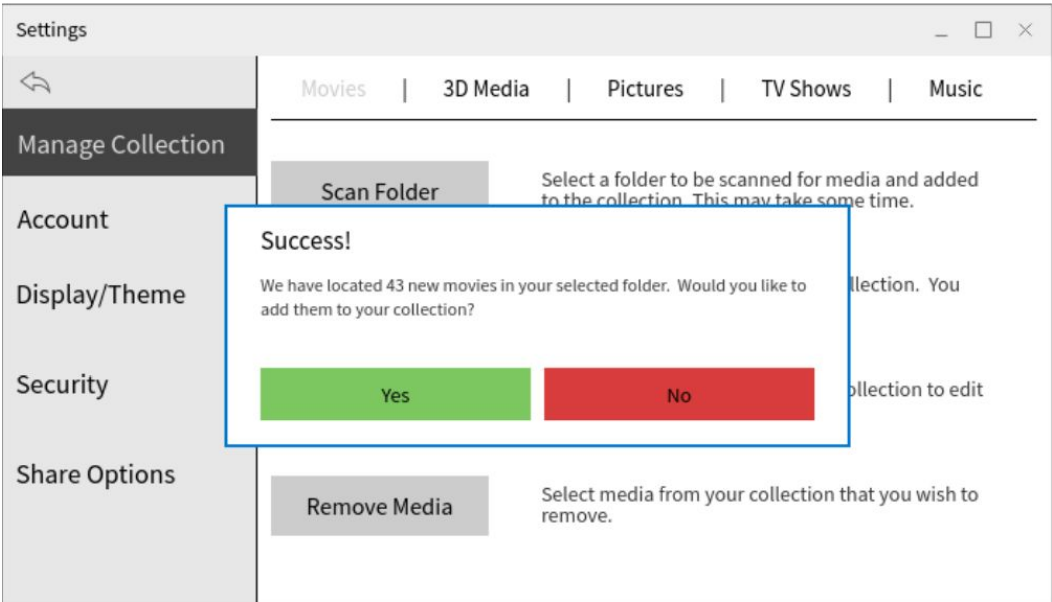 Settings
Movies | 3D Media | Pictures | TV Shows | Music
Manage Collection
Account
Display/Theme
Security
Share Options
Scan Folder
Select a folder to be scanned for media and added
to the collection. This may take some time.
Success!
We have located 43 new movies in your selected folder. Would you like to
add them to your collection?
Yes
No
You
to edit
Remove Media
Select media from your collection that you wish to
remove.